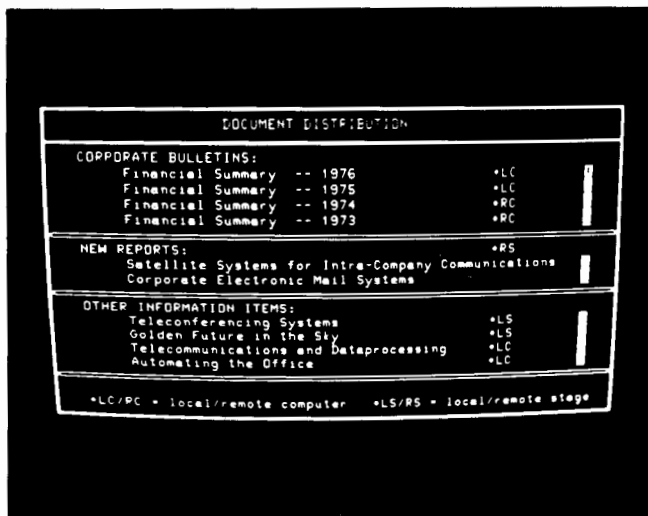 DOCUMENT DISTRIBUTION
CORPORATE BULLETINS:
Financial Summary -- 1976 •LC
Financial Summary -- 1975 •LC
Financial Summary -- 1974 •RC
Financial Summary -- 1973 •RC
NEW REPORTS: •RS
Satellite Systems for Intra-Company Communications
Corporate Electronic Mail Systems
OTHER INFORMATION ITEMS:
Teleconferencing Systems •LS
Golden Future in the Sky •LS
Telecommunications and Dataprocessing •LC
Automating the Office •LC
•LC/RC = local/remote computer •LS/RS = local/remote stage